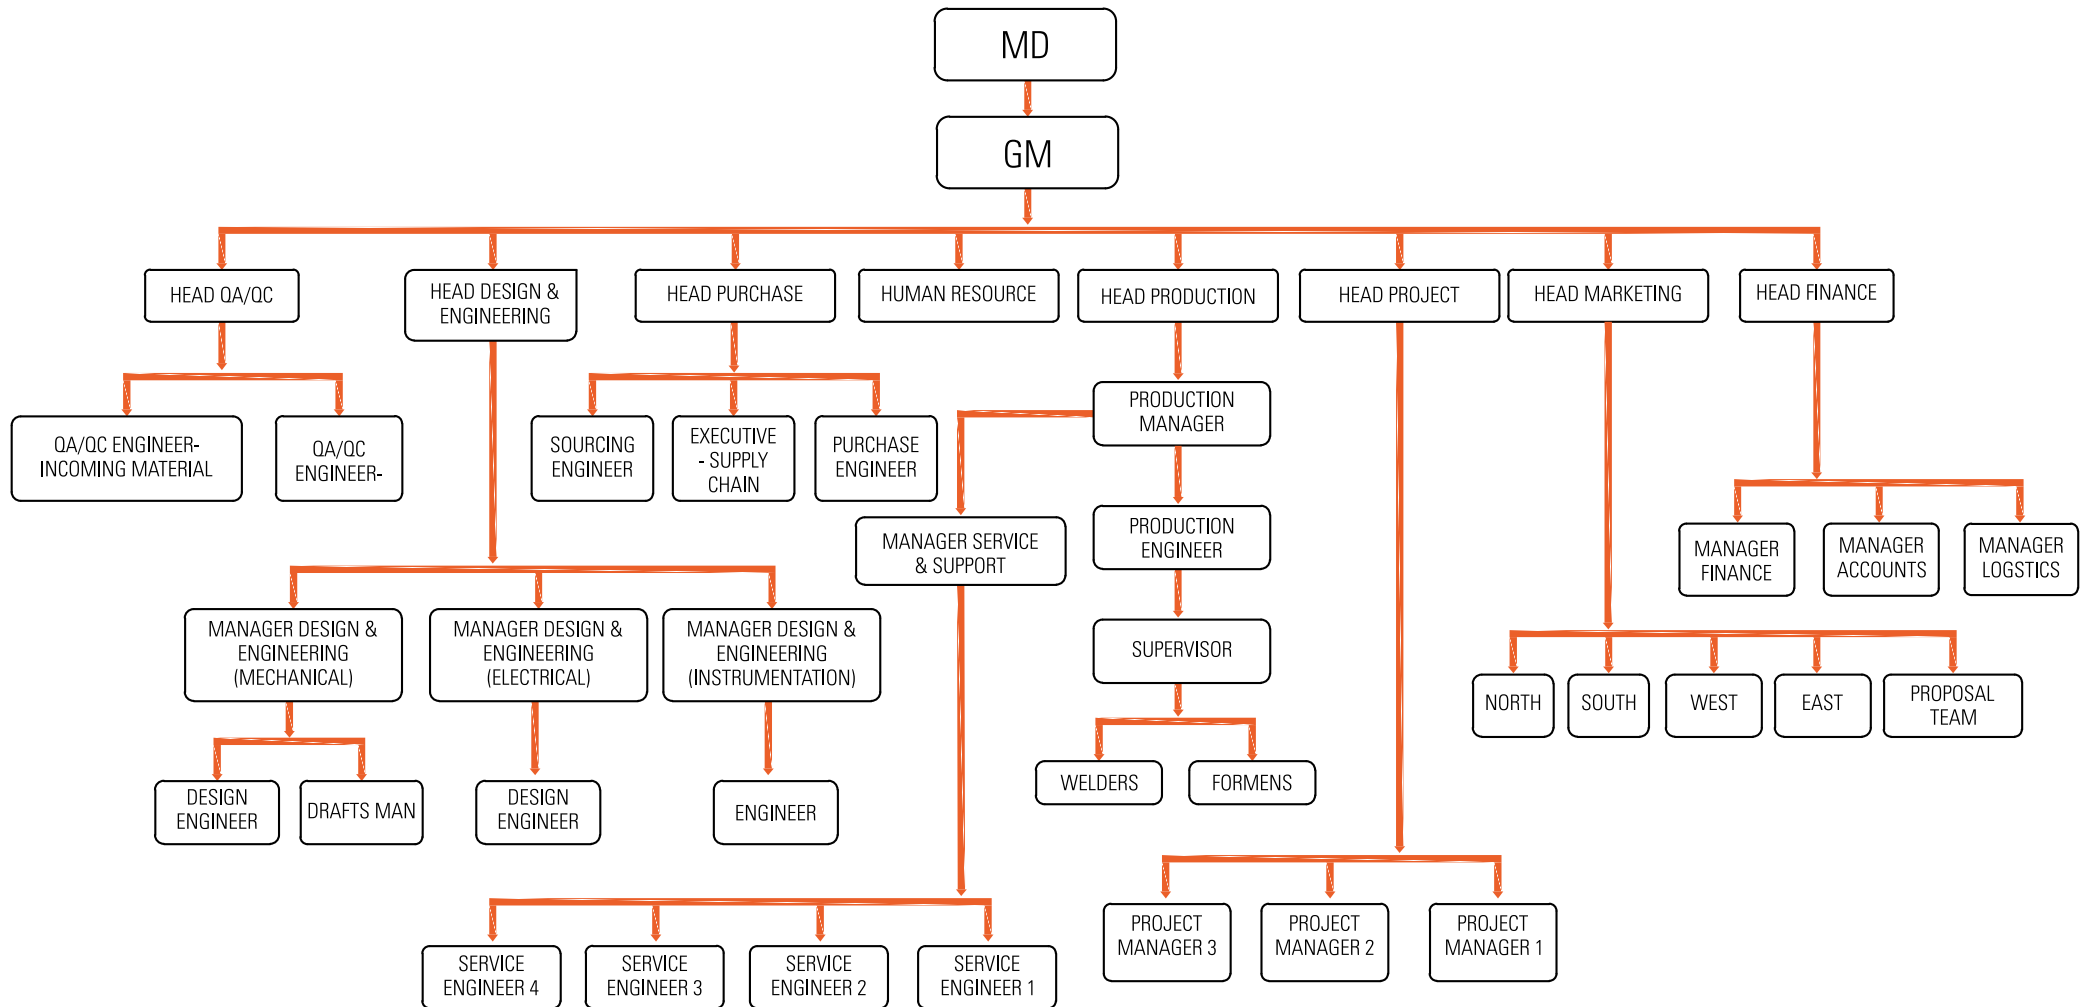 MD
GM
HEAD QA/QC
HEAD DESIGN &
ENGINEERING
HEAD PURCHASE
HUMAN RESOURCE
HEAD PRODUCTION
HEAD PROJECT
HEAD MARKETING
HEAD FINANCE
QA/QC ENGINEER-
INCOMING MATERIAL
QA/QC
ENGINEER-
SOURCING
ENGINEER
EXECUTIVE
- SUPPLY
CHAIN
PURCHASE
ENGINEER
PRODUCTION
MANAGER
MANAGER SERVICE
& SUPPORT
PRODUCTION
ENGINEER
MANAGER
FINANCE
MANAGER
ACCOUNTS
MANAGER
LOGSTICS
MANAGER DESIGN &
ENGINEERING
(MECHANICAL)
MANAGER DESIGN &
ENGINEERING
(ELECTRICAL)
MANAGER DESIGN &
ENGINEERING
(INSTRUMENTATION)
SUPERVISOR
NORTH
SOUTH
WEST
EAST
PROPOSAL
TEAM
DESIGN
ENGINEER
DRAFTS MAN
DESIGN
ENGINEER
ENGINEER
WELDERS
FORMENS
PROJECT
MANAGER 3
PROJECT
MANAGER 2
PROJECT
MANAGER 1
SERVICE
ENGINEER 4
SERVICE
ENGINEER 3
SERVICE
ENGINEER 2
SERVICE
ENGINEER 1